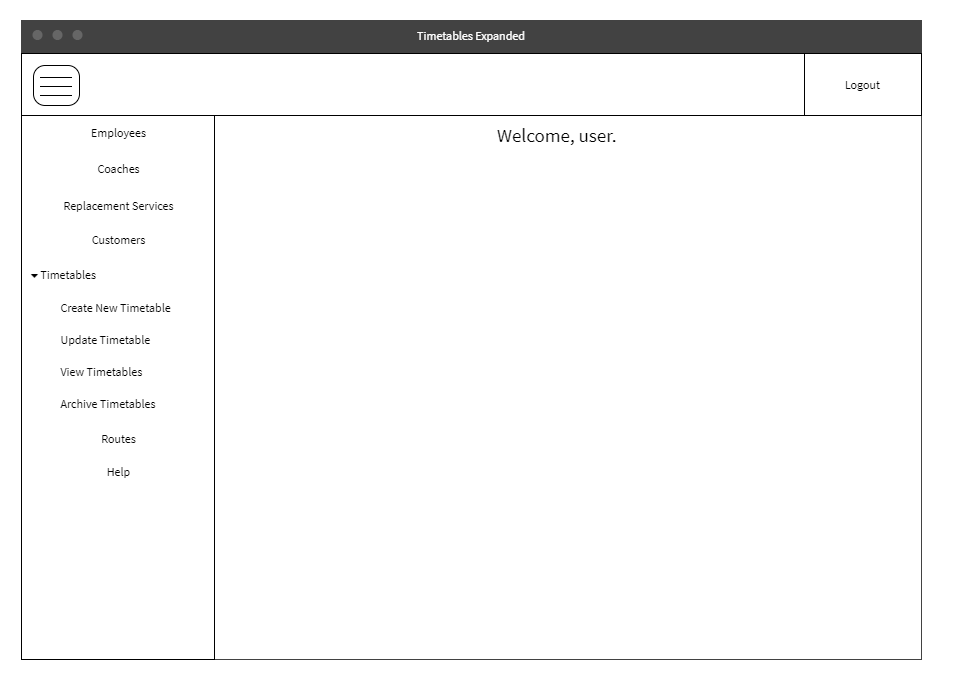 Timetables Expanded
Logout
Employees
Welcome, user.
Coaches
Replacement Services
Customers
Timetables
Create New Timetable
Update Timetable
View Timetables
Archive Timetables
Routes
Help